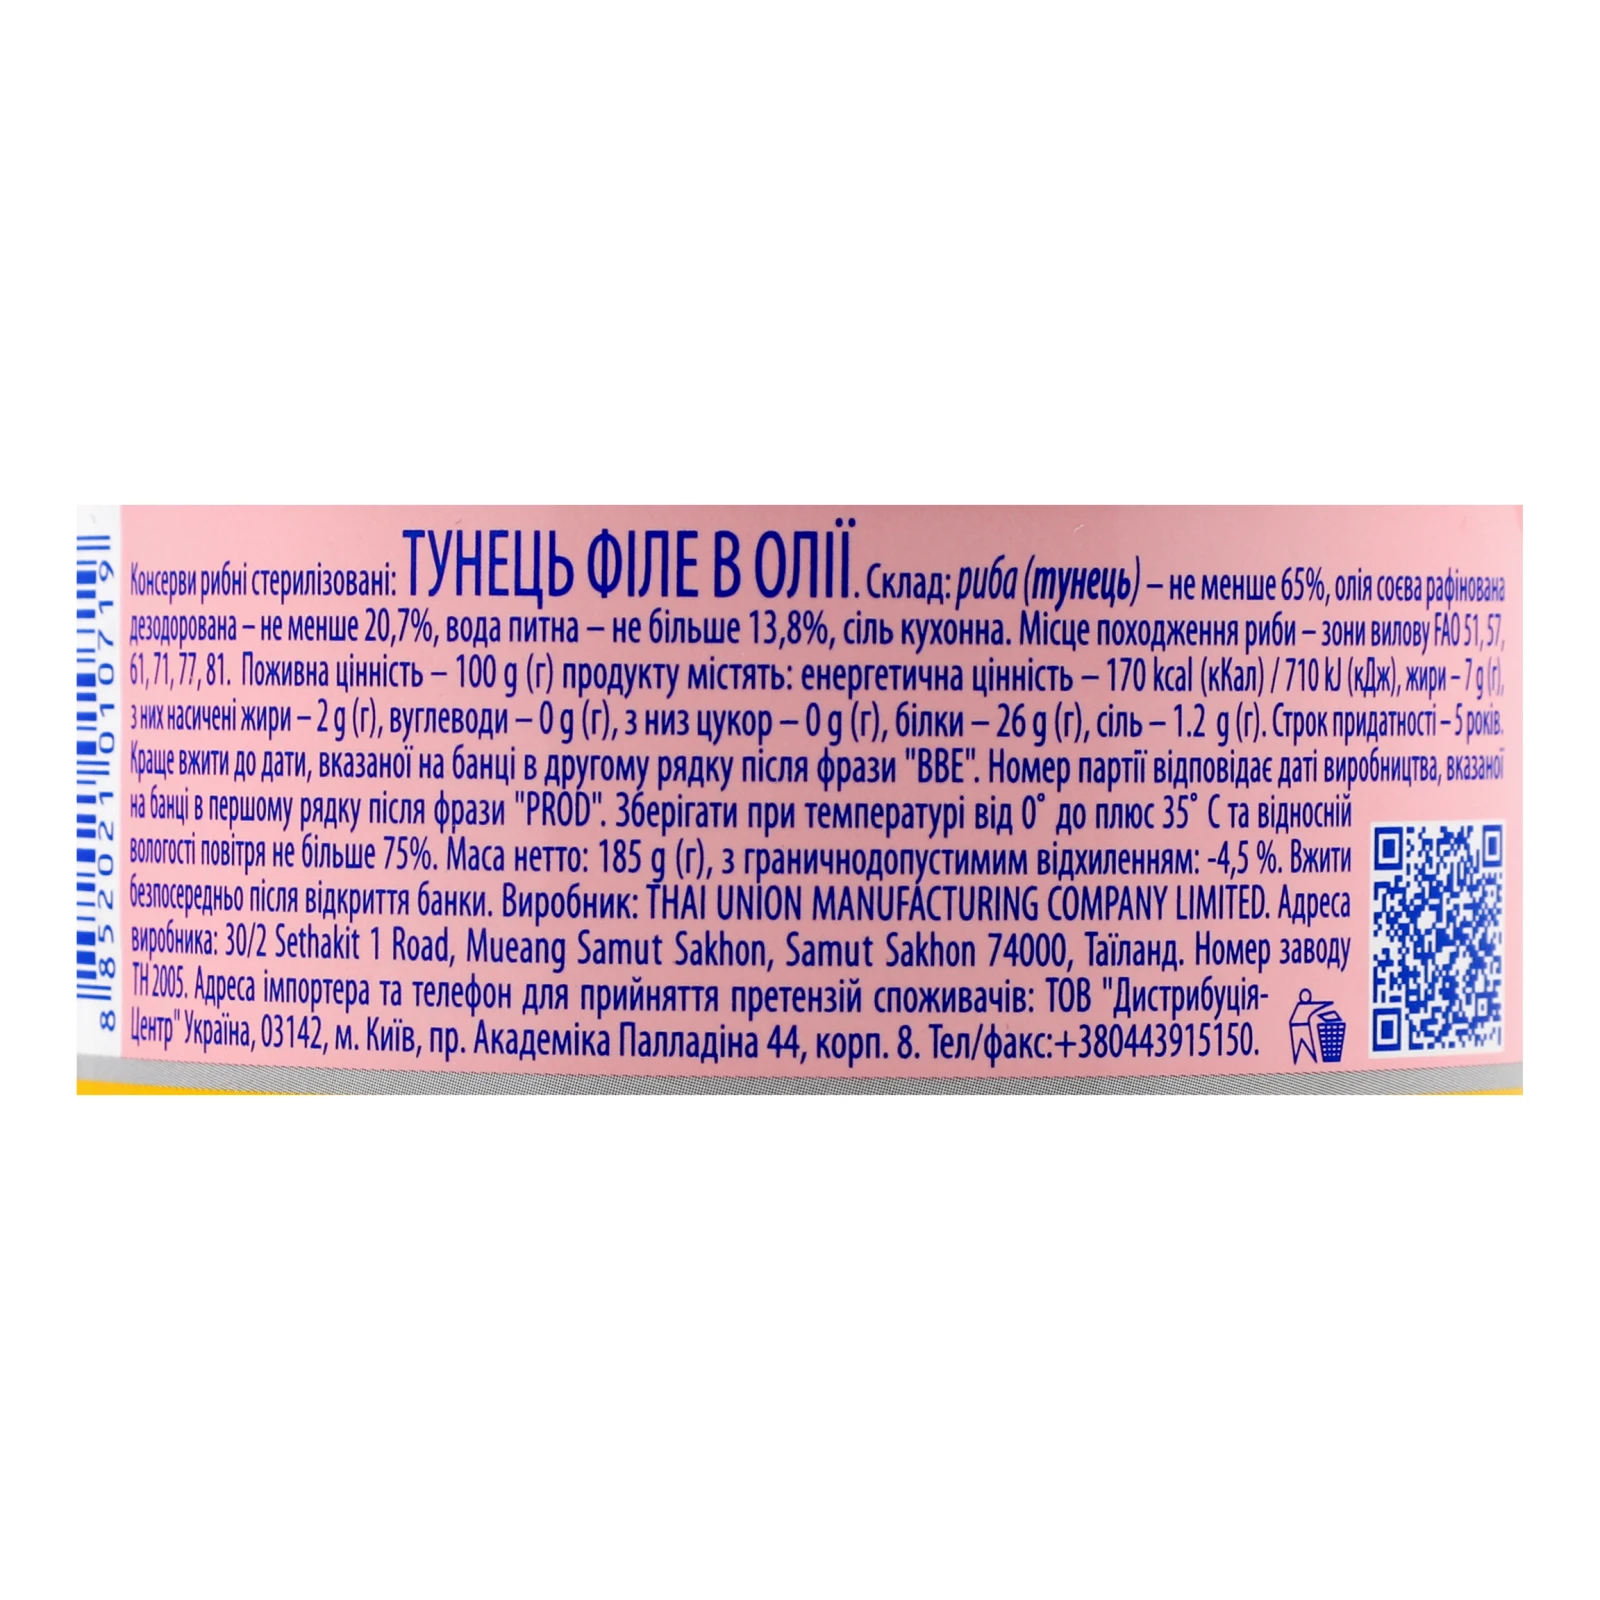 Консерви рибні стерилізовані: ТУНЕЦЬ ФІЛЕ В ОЛІЇ. Склад: риба (тунець) – не менше 65%, олія соєва рафінована
дезодорована – не менше 20,7%, вода питна – не більше 13,8%, сіль кухонна. Місце походження риби – зони вилову FAO 51, 57,
61, 71, 77, 81. Поживна цінність – 100 g (г) продукту містять: енергетична цінність – 170 kcal (кКал) / 710 kJ (кДж), жири – 7 g (г),
з них насичені жири – 2 g (г), вуглеводи – 0 g (г), з низ цукор – 0 g (г), білки – 26 g (г), сіль – 1.2 g (г). Строк придатності – 5 років.
Краще вжити до дати, вказаної на банці в другому рядку після фрази "BBE". Номер партії відповідає даті виробництва, вказаної
на банці в першому рядку після фрази "PROD". Зберігати при температурі від 0˚ до плюс 35˚ С та відносній
вологості повітря не більше 75%. Маса нетто: 185 g (г), з граничнодопустимим відхиленням: -4,5 %. Вжити
безпосередньо після відкриття банки. Виробник: THAI UNION MANUFACTURING COMPANY LIMITED. Адреса
виробника: 30/2 Sethakit 1 Road, Mueang Samut Sakhon, Samut Sakhon 74000, Таїланд. Номер заводу
TH 2005. Адреса імпортера та телефон для прийняття претензій споживачів: ТОВ "Дистрибуція-
Центр" Україна, 03142, м. Київ, пр. Академіка Палладіна 44, корп. 8. Тел/факс:+380443915150.
8852021010719